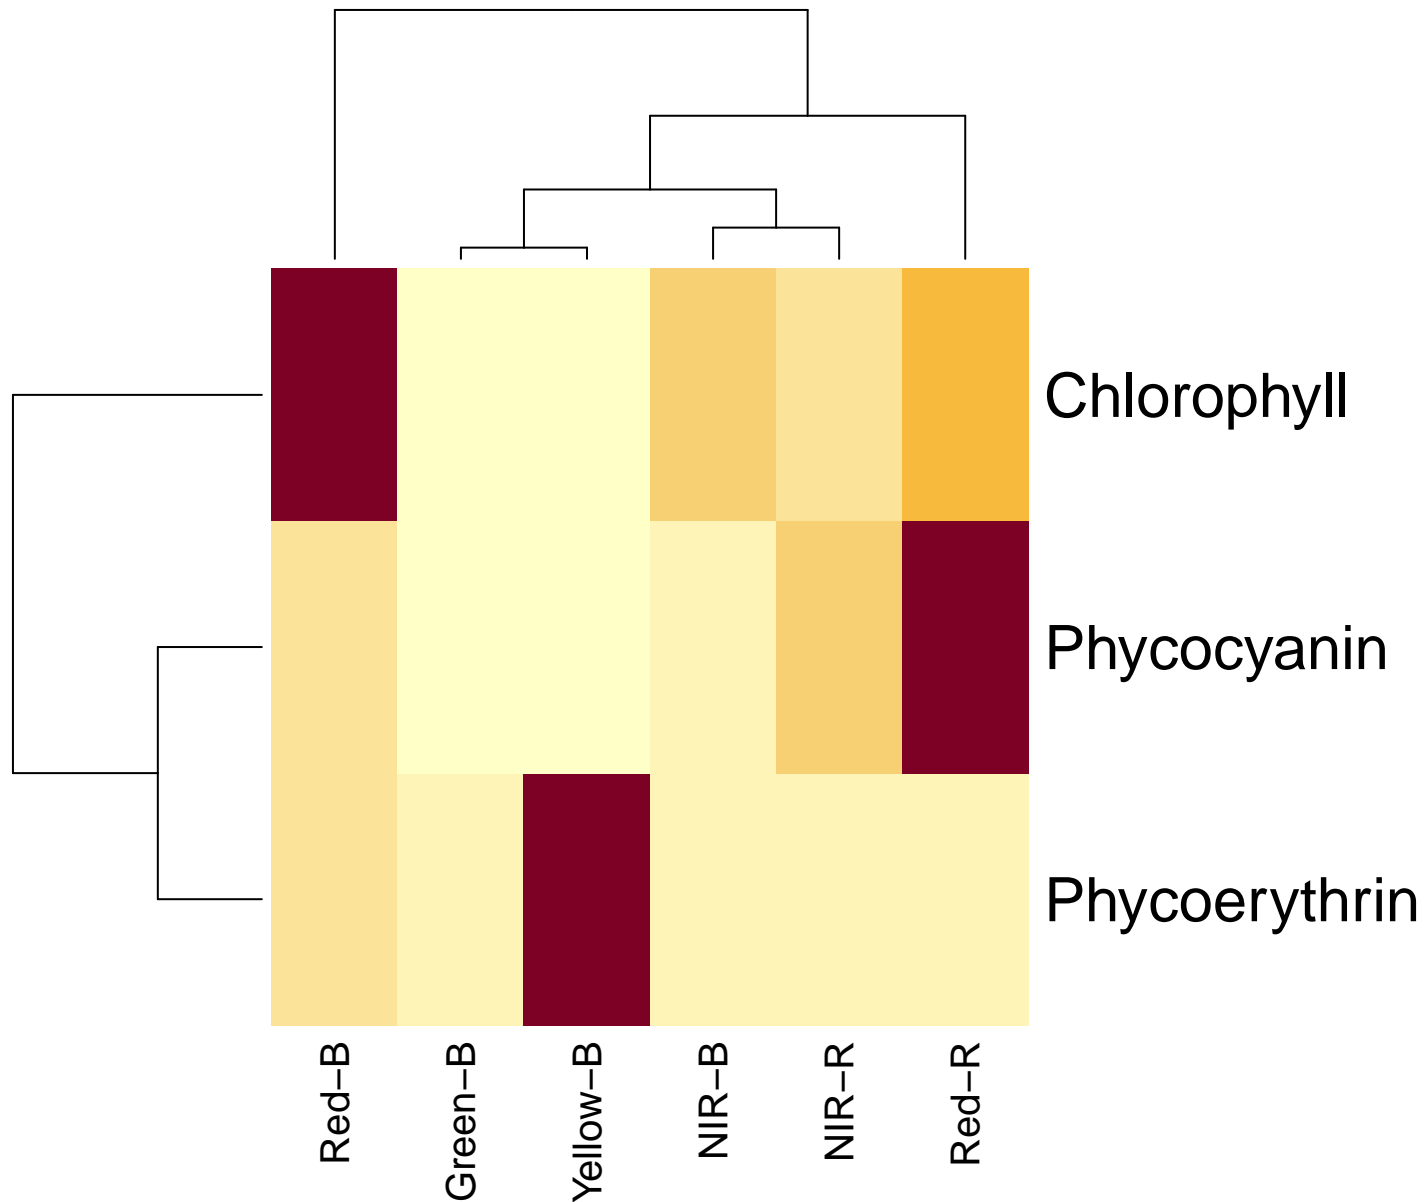 Chlorophyll
Phycocyanin
Phycoerythrin
Red−B
Green−B
Yellow−B
NIR−B
NIR−R
Red−R